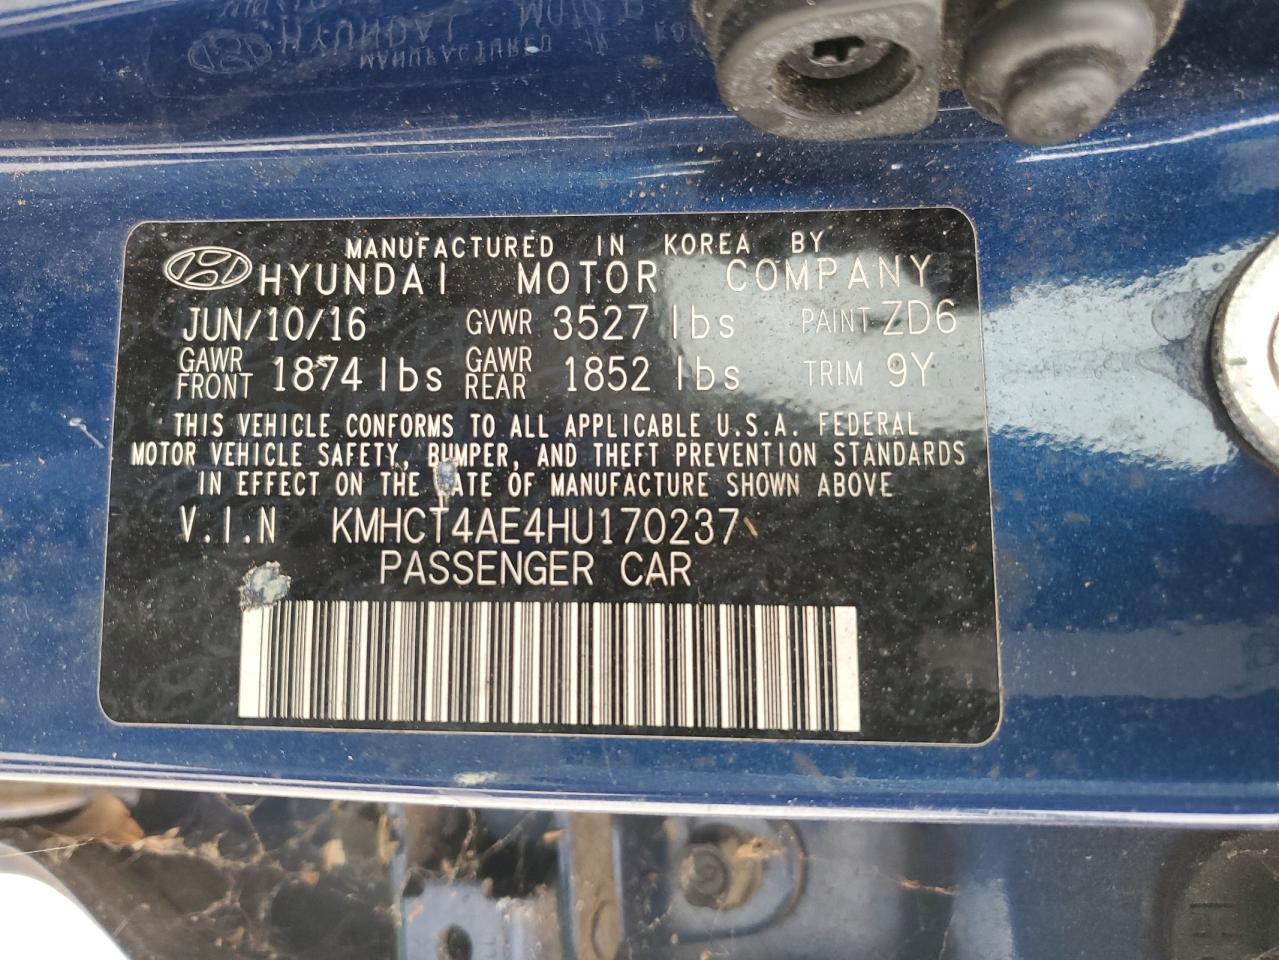 MANUFACTURED IN KOREA BY
HYUNDAI MOTOR COMPANY
JUN/10/16 GVWR 3527 lbs PAINT ZD6
GAWR FRONT 1874 lbs GAWR REAR 1852 lbs TRIM 9Y
THIS VEHICLE CONFORMS TO ALL APPLICABLE U.S.A. FEDERAL
MOTOR VEHICLE SAFETY, BUMPER, AND THEFT PREVENTION STANDARDS
IN EFFECT ON THE DATE OF MANUFACTURE SHOWN ABOVE
V.I.N KMHCT4AE4HU170237
PASSENGER CAR